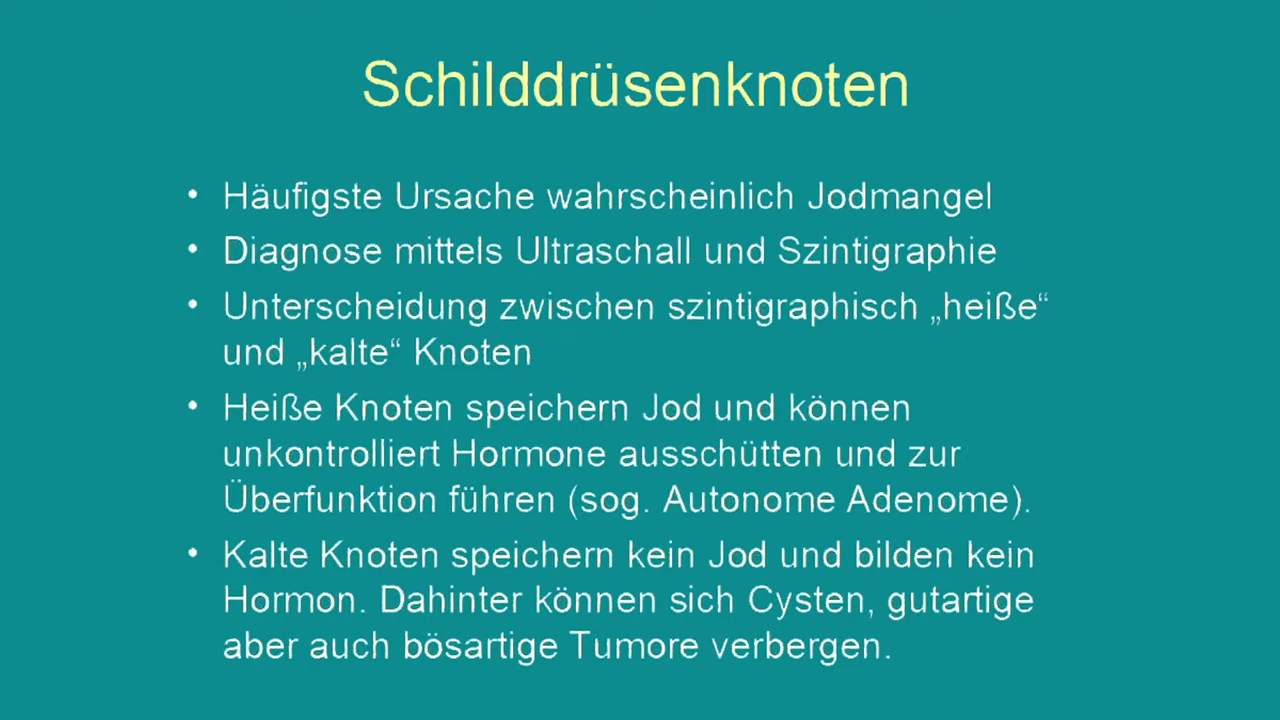 Schilddrüsenknoten
• Häufigste Ursache wahrscheinlich Jodmangel
• Diagnose mittels Ultraschall und Szintigraphie
• Unterscheidung zwischen szintigraphisch „heiße“
und „kalte“ Knoten
• Heiße Knoten speichern Jod und können
unkontrolliert Hormone ausschütten und zur
Überfunktion führen (sog. Autonome Adenome).
• Kalte Knoten speichern kein Jod und bilden kein
Hormon. Dahinter können sich Cysten, gutartige
aber auch bösartige Tumore verbergen.